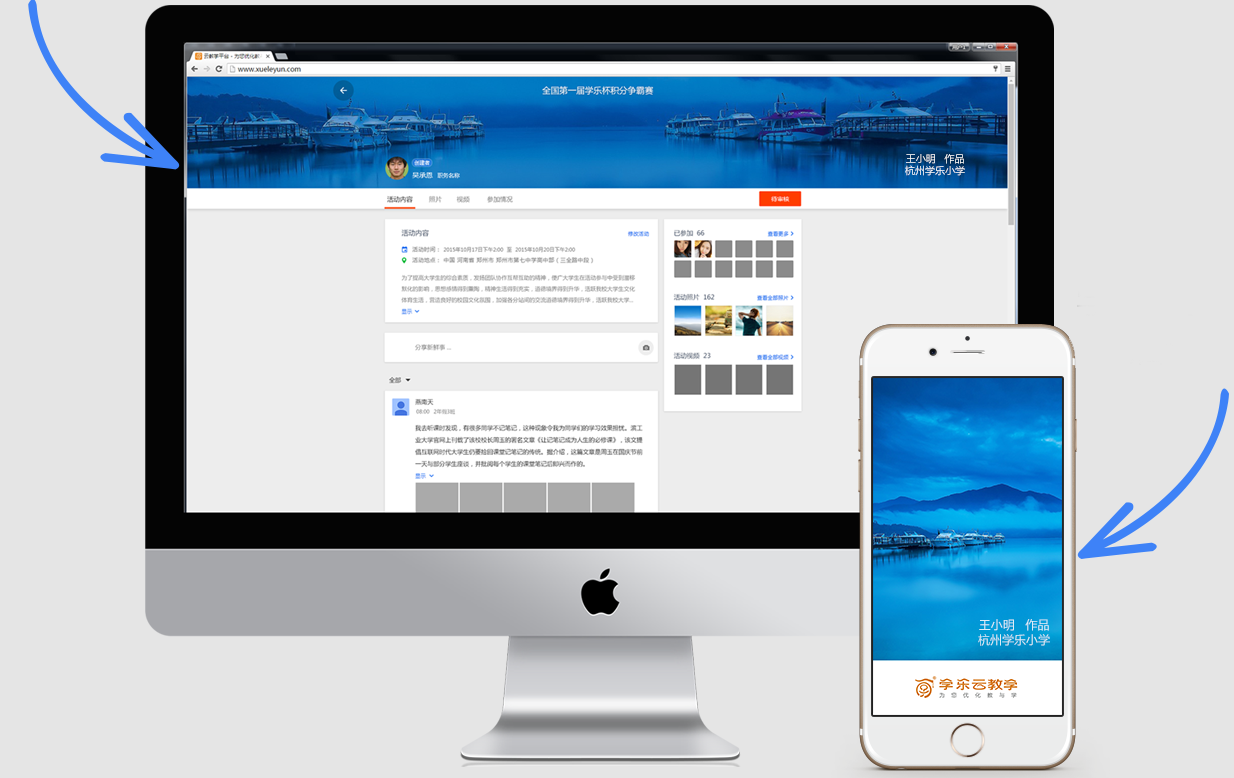 云教学平台 - 为您优化教
www.xueleyun.com
全国第一届学乐杯积分争霸赛
创建者
吴承恩 职务名称
王小明 作品
杭州学乐小学
活动内容 照片 视频 参加情况
待审核
活动内容 修改活动
活动时间： 2015年10月17日下午2:00 至 2015年10月20日下午2:00
活动地点： 中国 河南省 郑州市 郑州市第七中学高中部（三全路中段）
为了提高大学生的综合素质，发扬团队协作互帮互助的精神，使广大学生在活动参与中受到潜移
默化的影响，思想感情得到熏陶，精神生活得到充实，道德境界得到升华，活跃我校大学生文化
体育生活，营造良好的校园文化氛围，加强各分站间的交流道德境界得到升华，活跃我校大学...
显示
分享新鲜事 ...
全部
燕南天
08:00 2年级3班
我去听课时发现，有很多同学不记笔记，这种现象令我为同学们的学习效果担忧。滨工
业大学官网上刊载了该校校长周玉的署名文章《让记笔记成为人生的必修课》，该文提
倡互联网时代大学生仍要拾回课堂记笔记的传统。据介绍，这篇文章是周玉在国庆节前
一天与部分学生座谈，并批阅每个学生的课堂笔记后即兴而作的。
显示
已参加 66 查看更多
活动照片 162 查看全部照片
活动视频 23 查看全部视频
王小明 作品
杭州学乐小学
学乐云教学
为您优化教与学